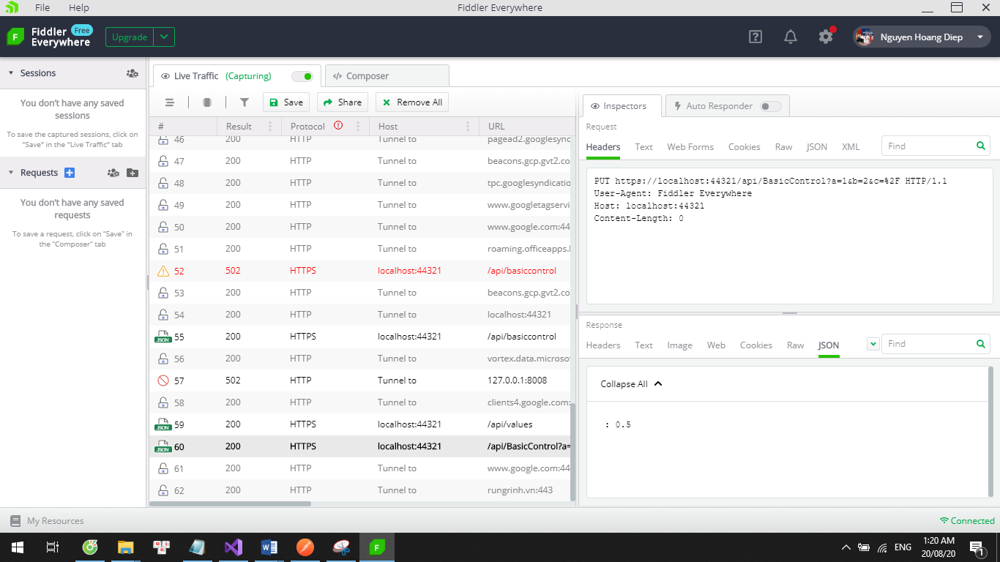 File Help Fiddler Everywhere
Fiddler Everywhere Free
Upgrade
Nguyen Hoang Diep
Sessions
You don't have any saved
sessions
To save the captured sessions, click on
"Save" in the "Live Traffic" tab
Requests
You don't have any saved
requests
To save a request, click on "Save" in
the "Composer" tab
Live Traffic (Capturing)
</> Composer
Save Share Remove All
# Result Protocol Host URL
46 200 HTTP Tunnel to pagead2.googlesynd
47 200 HTTP Tunnel to beacons.gcp.gvt2.co
48 200 HTTP Tunnel to tpc.googlesyndicatio
49 200 HTTP Tunnel to www.googletagservi
50 200 HTTP Tunnel to www.google.com:44
51 200 HTTP Tunnel to roaming.officeapps.l
52 502 HTTPS localhost:44321 /api/basiccontrol
53 200 HTTP Tunnel to beacons.gcp.gvt2.co
54 200 HTTP Tunnel to localhost:44321
JSON 55 200 HTTPS localhost:44321 /api/basiccontrol
56 200 HTTP Tunnel to vortex.data.microsof
57 502 HTTP Tunnel to 127.0.0.1:8008
58 200 HTTP Tunnel to clients4.google.com:
JSON 59 200 HTTPS localhost:44321 /api/values
JSON 60 200 HTTPS localhost:44321 /api/BasicControl?a=
61 200 HTTP Tunnel to www.google.com:44
62 200 HTTP Tunnel to rungrinh.vn:443
Inspectors Auto Responder
Request
Headers Text Web Forms Cookies Raw JSON XML Find
PUT https://localhost:44321/api/BasicControl?a=1&b=2&c=%2F HTTP/1.1
User-Agent: Fiddler Everywhere
Host: localhost:44321
Content-Length: 0
Response
Headers Text Image Web Cookies Raw JSON Find
Collapse All
: 0.5
My Resources
Connected
ENG
1:20 AM
20/08/20
1